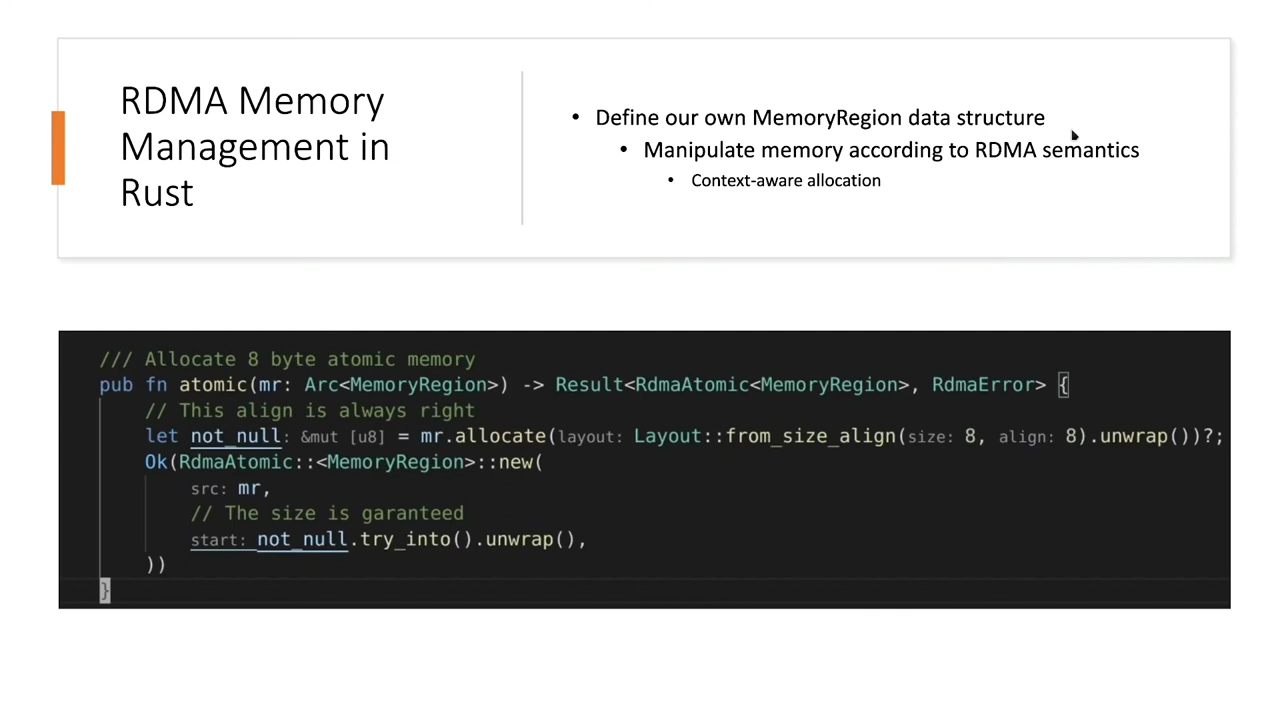 RDMA Memory
Management in
Rust
• Define our own MemoryRegion data structure
• Manipulate memory according to RDMA semantics
• Context-aware allocation
/// Allocate 8 byte atomic memory
pub fn atomic(mr: Arc<MemoryRegion>) -> Result<RdmaAtomic<MemoryRegion>, RdmaError> {
// This align is always right
let not_null: &mut [u8] = mr.allocate(layout: Layout::from_size_align(size: 8, align: 8).unwrap())?;
Ok(RdmaAtomic::<MemoryRegion>::new(
src: mr,
// The size is garanteed
start: not_null.try_into().unwrap(),
))
}